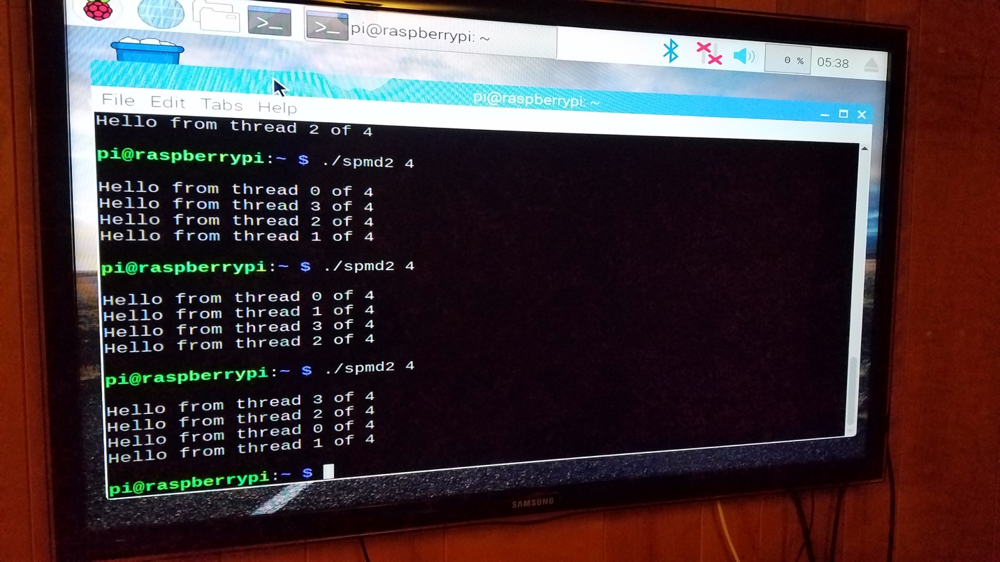 pi@raspberrypi: ~
0 %
05:38
pi@raspberrypi: ~
File Edit Tabs Help
Hello from thread 2 of 4
pi@raspberrypi:~ $ ./spmd2 4
Hello from thread 0 of 4
Hello from thread 3 of 4
Hello from thread 2 of 4
Hello from thread 1 of 4
pi@raspberrypi:~ $ ./spmd2 4
Hello from thread 0 of 4
Hello from thread 1 of 4
Hello from thread 3 of 4
Hello from thread 2 of 4
pi@raspberrypi:~ $ ./spmd2 4
Hello from thread 3 of 4
Hello from thread 2 of 4
Hello from thread 0 of 4
Hello from thread 1 of 4
pi@raspberrypi:~ $
SAMSUNG